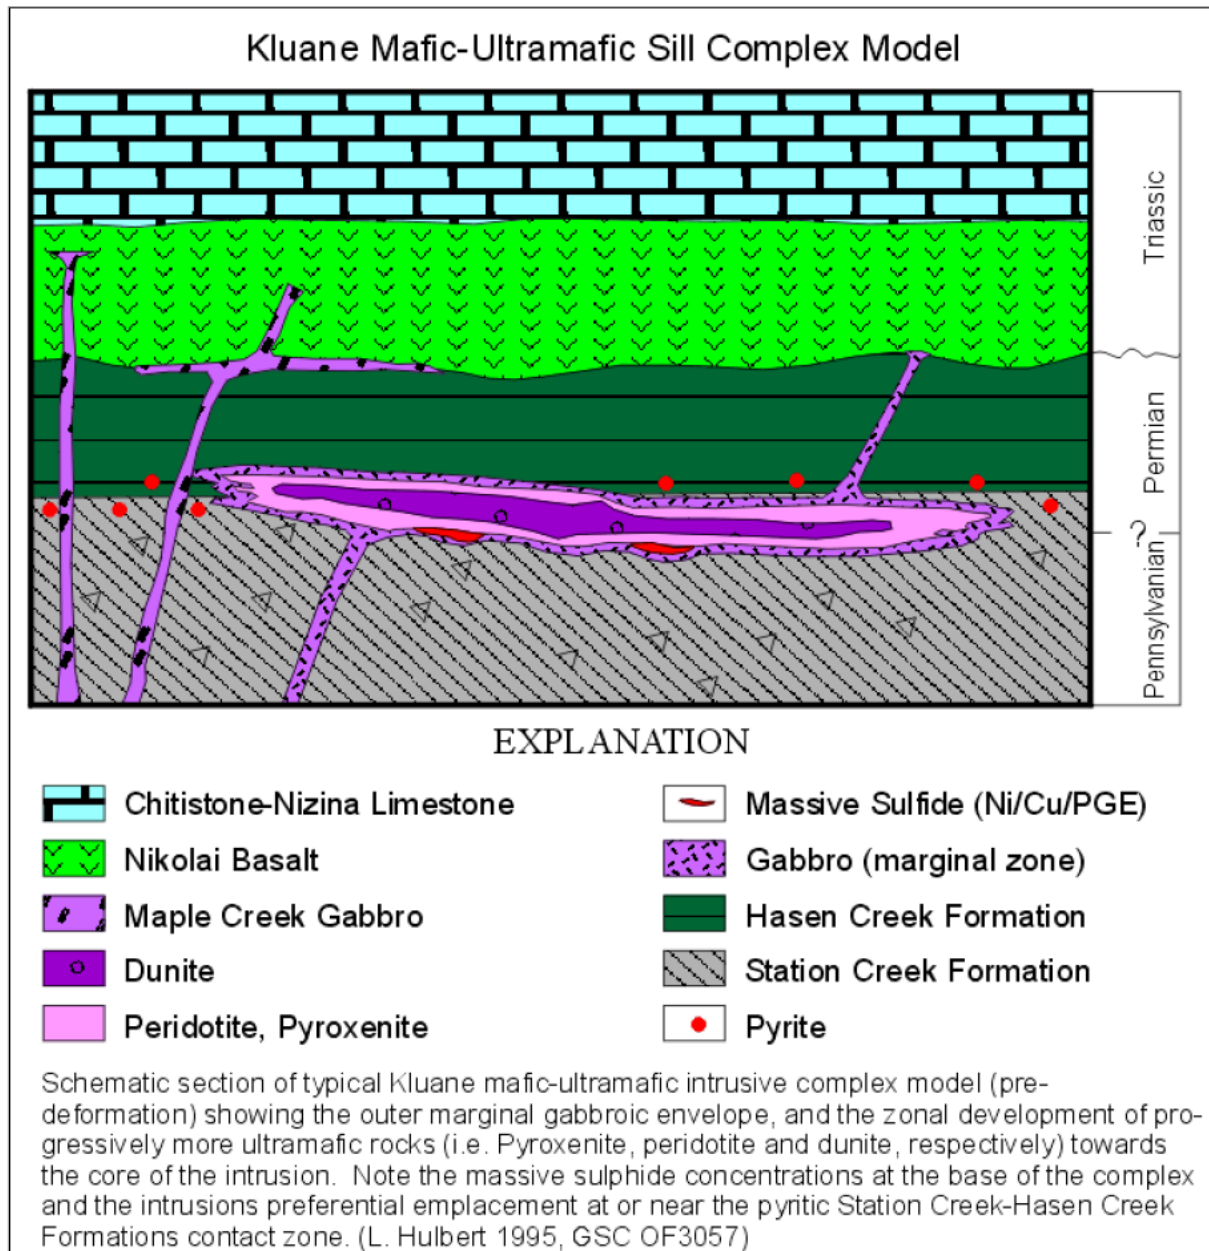 Kluane Mafic-Ultramafic Sill Complex Model
Triassic
Permian
?
Pennsylvanian
EXPLANATION
Chitistone-Nizina Limestone
Nikolai Basalt
Maple Creek Gabbro
Dunite
Peridotite, Pyroxenite
Massive Sulfide (Ni/Cu/PGE)
Gabbro (marginal zone)
Hasen Creek Formation
Station Creek Formation
Pyrite
Schematic section of typical Kluane mafic-ultramafic intrusive complex model (pre-
deformation) showing the outer marginal gabbroic envelope, and the zonal development of pro-
gressively more ultramafic rocks (i.e. Pyroxenite, peridotite and dunite, respectively) towards
the core of the intrusion. Note the massive sulphide concentrations at the base of the complex
and the intrusions preferential emplacement at or near the pyritic Station Creek-Hasen Creek
Formations contact zone. (L. Hulbert 1995, GSC OF3057)